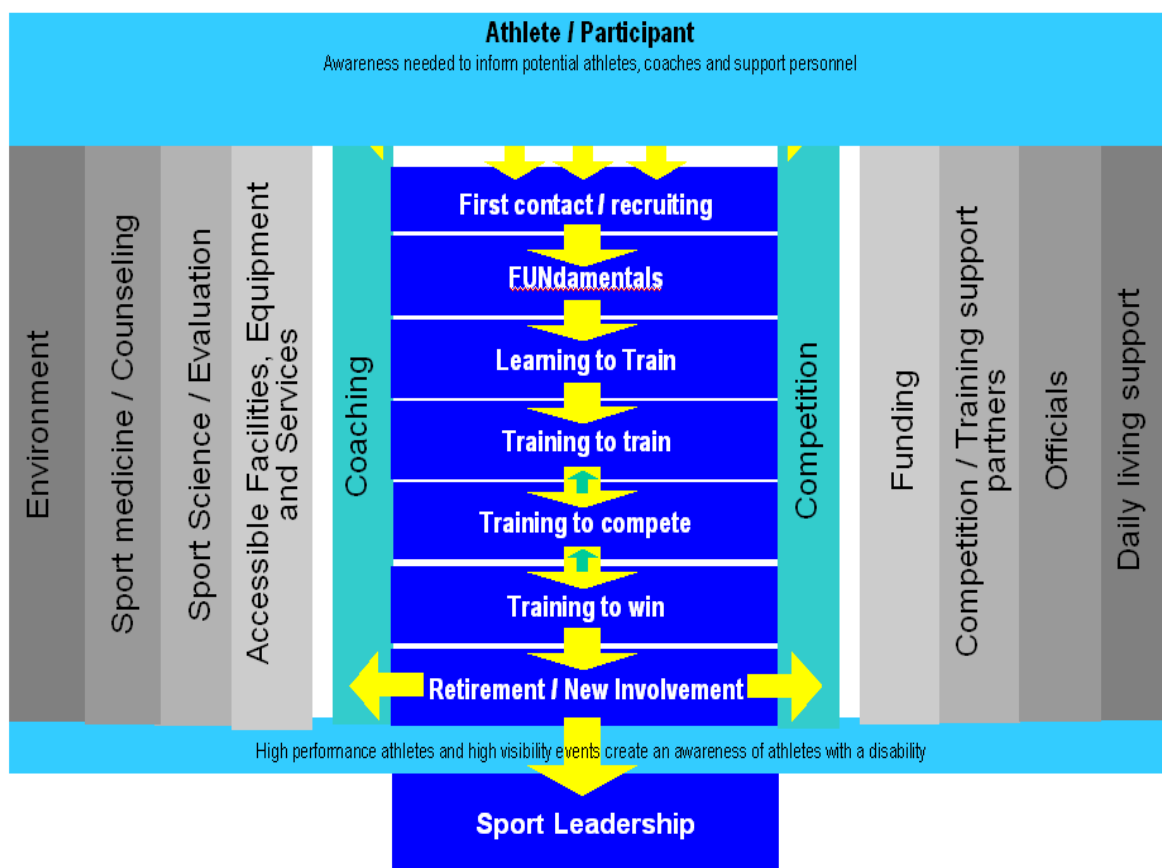 Athlete / Participant
Awareness needed to inform potential athletes, coaches and support personnel
Environment
Sport medicine / Counseling
Sport Science / Evaluation
Accessible Facilities, Equipment
and Services
Coaching
First contact / recruiting
FUNdamentals
Learning to Train
Training to train
Training to compete
Training to win
Retirement / New Involvement
Competition
Funding
Competition / Training support
partners
Officials
Daily living support
High performance athletes and high visibility events create an awareness of athletes with a disability
Sport Leadership